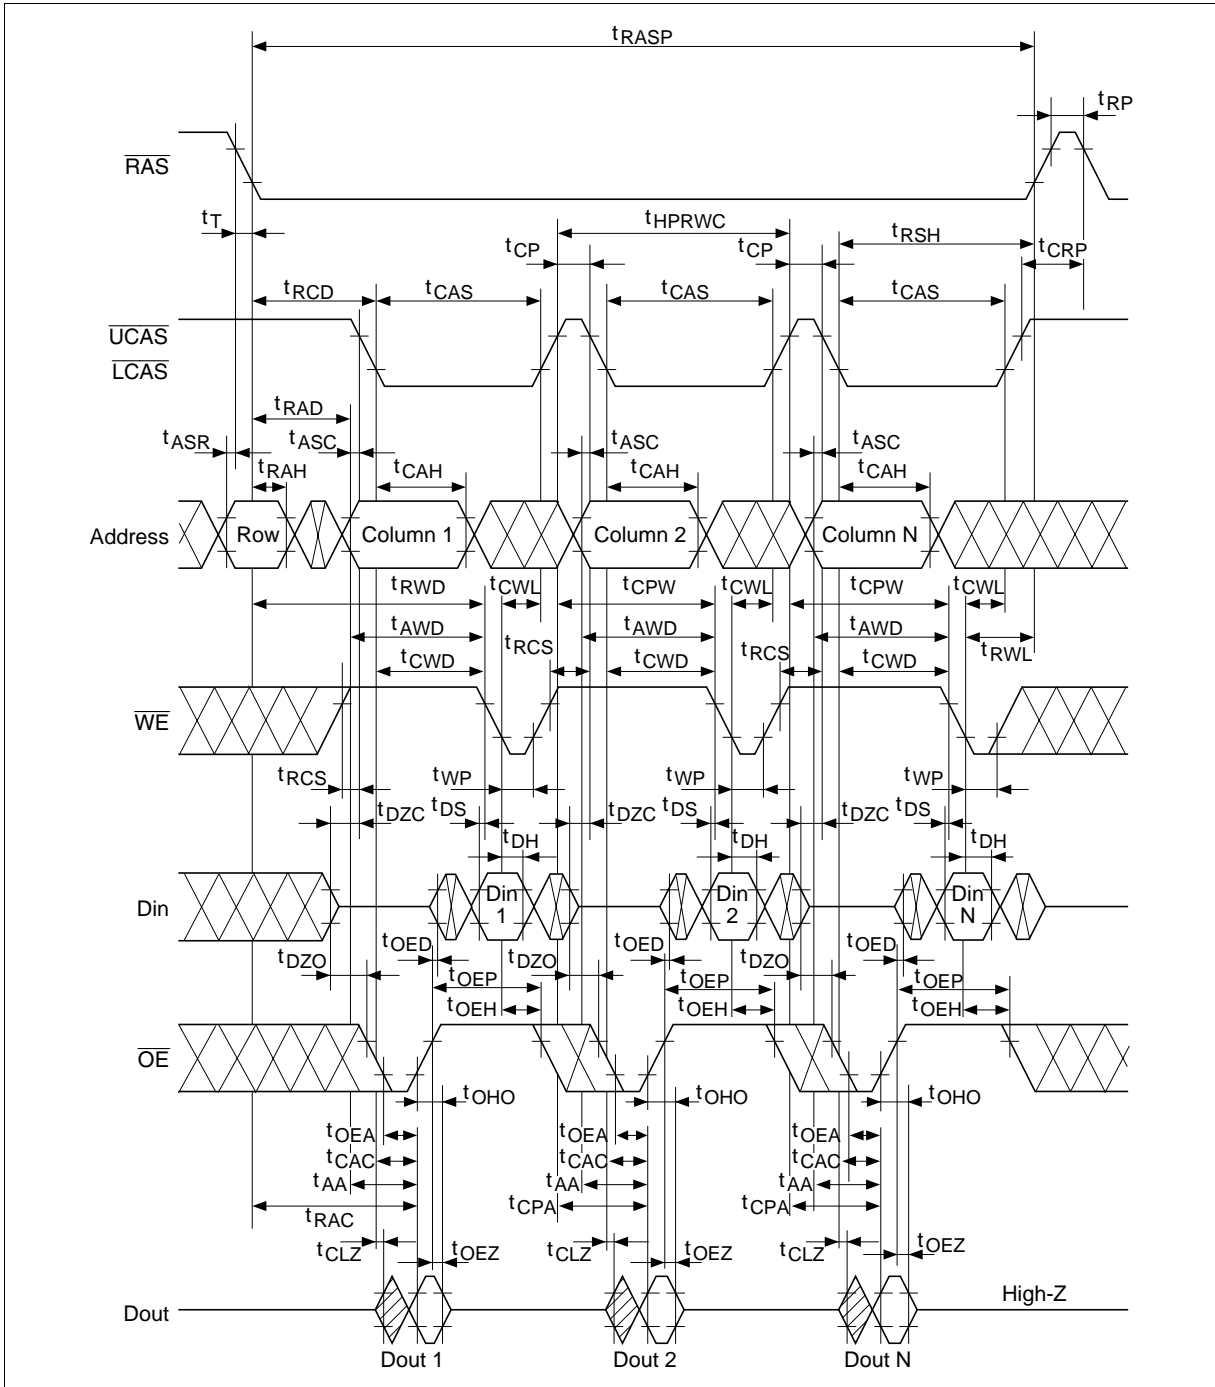 tRASP
tRP
RAS
tT
tHPRWC
tRSH
tCP
tCP
tCRP
tRCD
tCAS
tCAS
tCAS
UCAS
LCAS
tRAD
tASR
tASC
tASC
tASC
tRAH
tCAH
tCAH
tCAH
Address
Row
Column 1
Column 2
Column N
tRWD
tCWL
tCPW
tCWL
tCPW
tCWL
tAWD
tAWD
tAWD
tRCS
tCWD
tCWD
tRCS
tCWD
tRWL
WE
tRCS
tWP
tWP
tWP
tDZC
tDS
tDZC
tDS
tDZC
tDS
tDH
tDH
tDH
Din
Din 1
Din 2
Din N
tOED
tOED
tOED
tDZO
tDZO
tDZO
tOEP
tOEP
tOEP
tOEH
tOEH
tOEH
OE
tOHO
tOHO
tOHO
tOEA
tOEA
tOEA
tCAC
tCAC
tCAC
tAA
tAA
tAA
tRAC
tCPA
tCPA
tCLZ
tOEZ
tCLZ
tOEZ
tCLZ
tOEZ
High-Z
Dout
Dout 1
Dout 2
Dout N